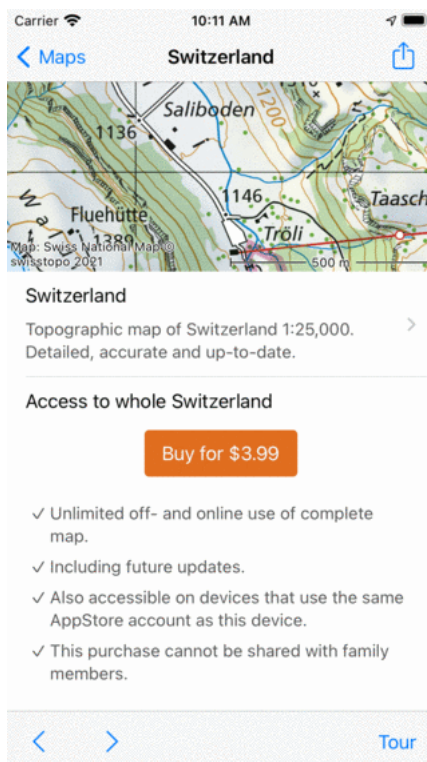 Carrier 10:11 AM
Maps Switzerland
Saliboden
1200
1136
1146
Taasch
Fluehütte
1389
Tröli
Wa
Map: Swiss National Map ©
swisstopo 2021
500 m
Switzerland
Topographic map of Switzerland 1:25,000.
Detailed, accurate and up-to-date.
Access to whole Switzerland
Buy for $3.99
✓ Unlimited off- and online use of complete
map.
✓ Including future updates.
✓ Also accessible on devices that use the same
AppStore account as this device.
✓ This purchase cannot be shared with family
members.
Tour